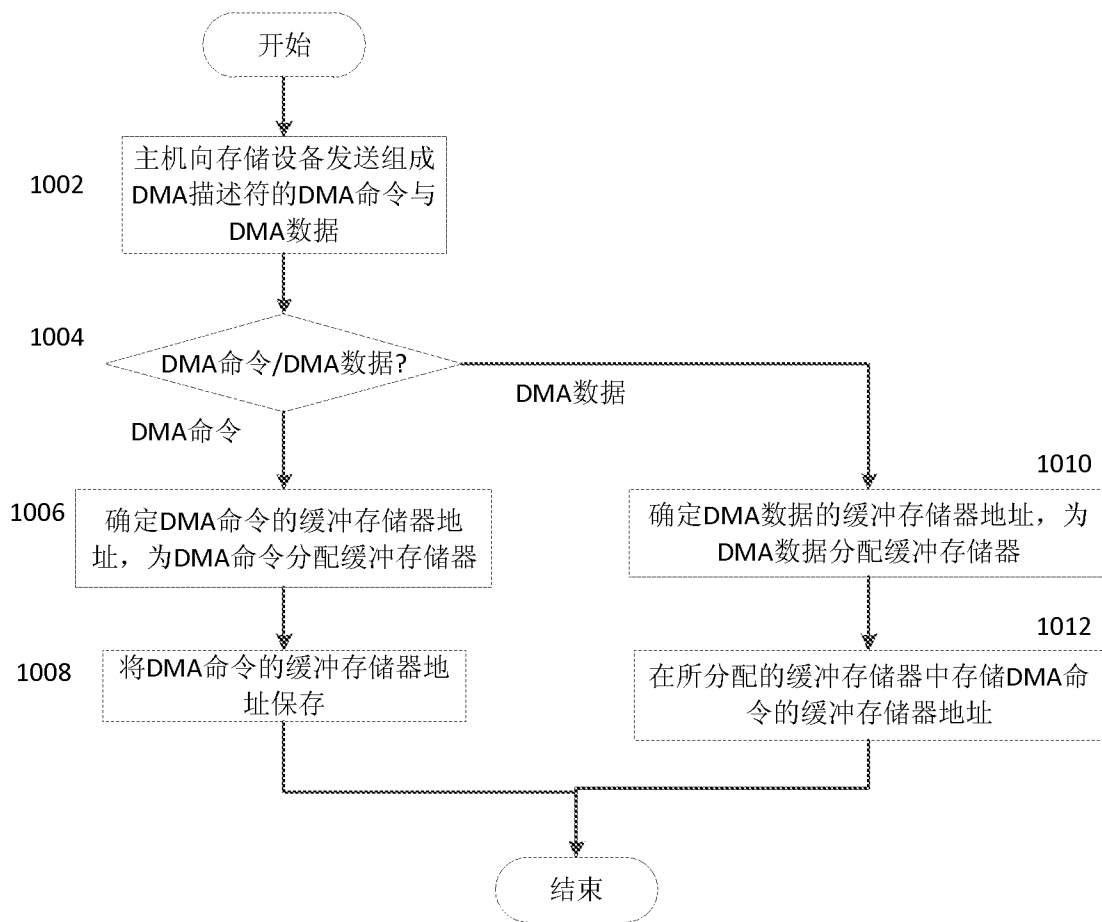 开始
1002
主机向存储设备发送组成
DMA描述符的DMA命令与
DMA数据
1004
DMA命令/DMA数据?
DMA数据
DMA命令
1006
确定DMA命令的缓冲存储器地
址，为DMA命令分配缓冲存储器
1010
确定DMA数据的缓冲存储器地址，为
DMA数据分配缓冲存储器
1008
将DMA命令的缓冲存储器地
址保存
1012
在所分配的缓冲存储器中存储DMA命
令的缓冲存储器地址
结束